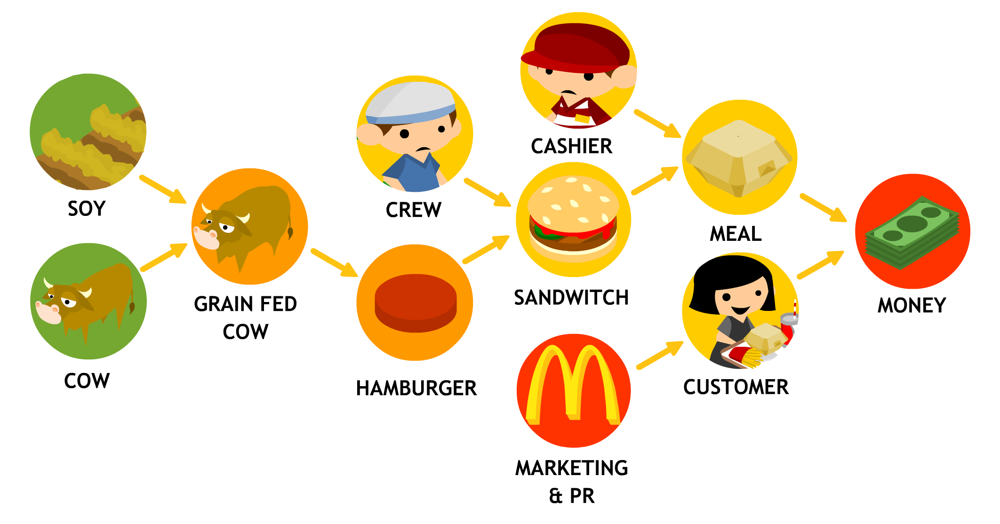 SOY
COW
GRAIN FED
COW
CREW
HAMBURGER
CASHIER
SANDWITCH
MARKETING
& PR
MEAL
CUSTOMER
MONEY